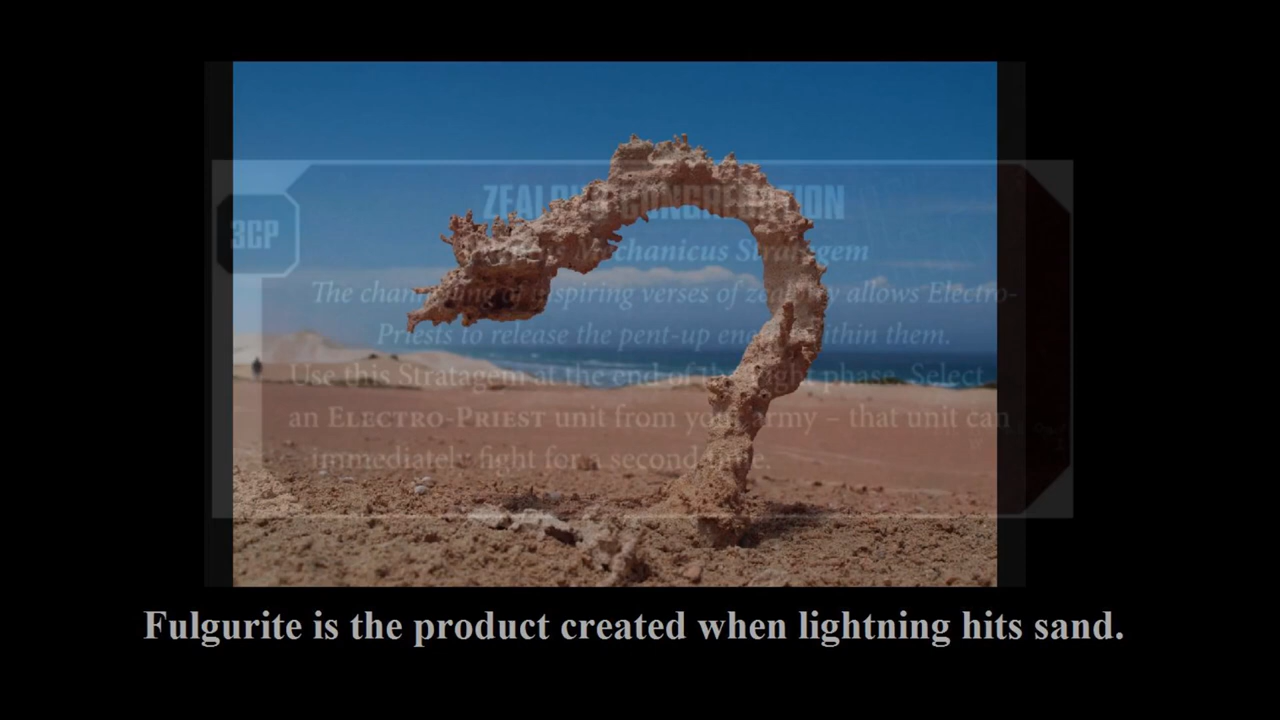 ZEALOUS CONGREGATION
3CP
Mechanicus Stratagem
The chanting of inspiring verses of zealotry allows Electro-
Priests to release the pent-up energy within them.
Use this Stratagem at the end of the Fight phase. Select
an ELECTRO-PRIEST unit from your army – that unit can
immediately fight for a second time.
Fulgurite is the product created when lightning hits sand.